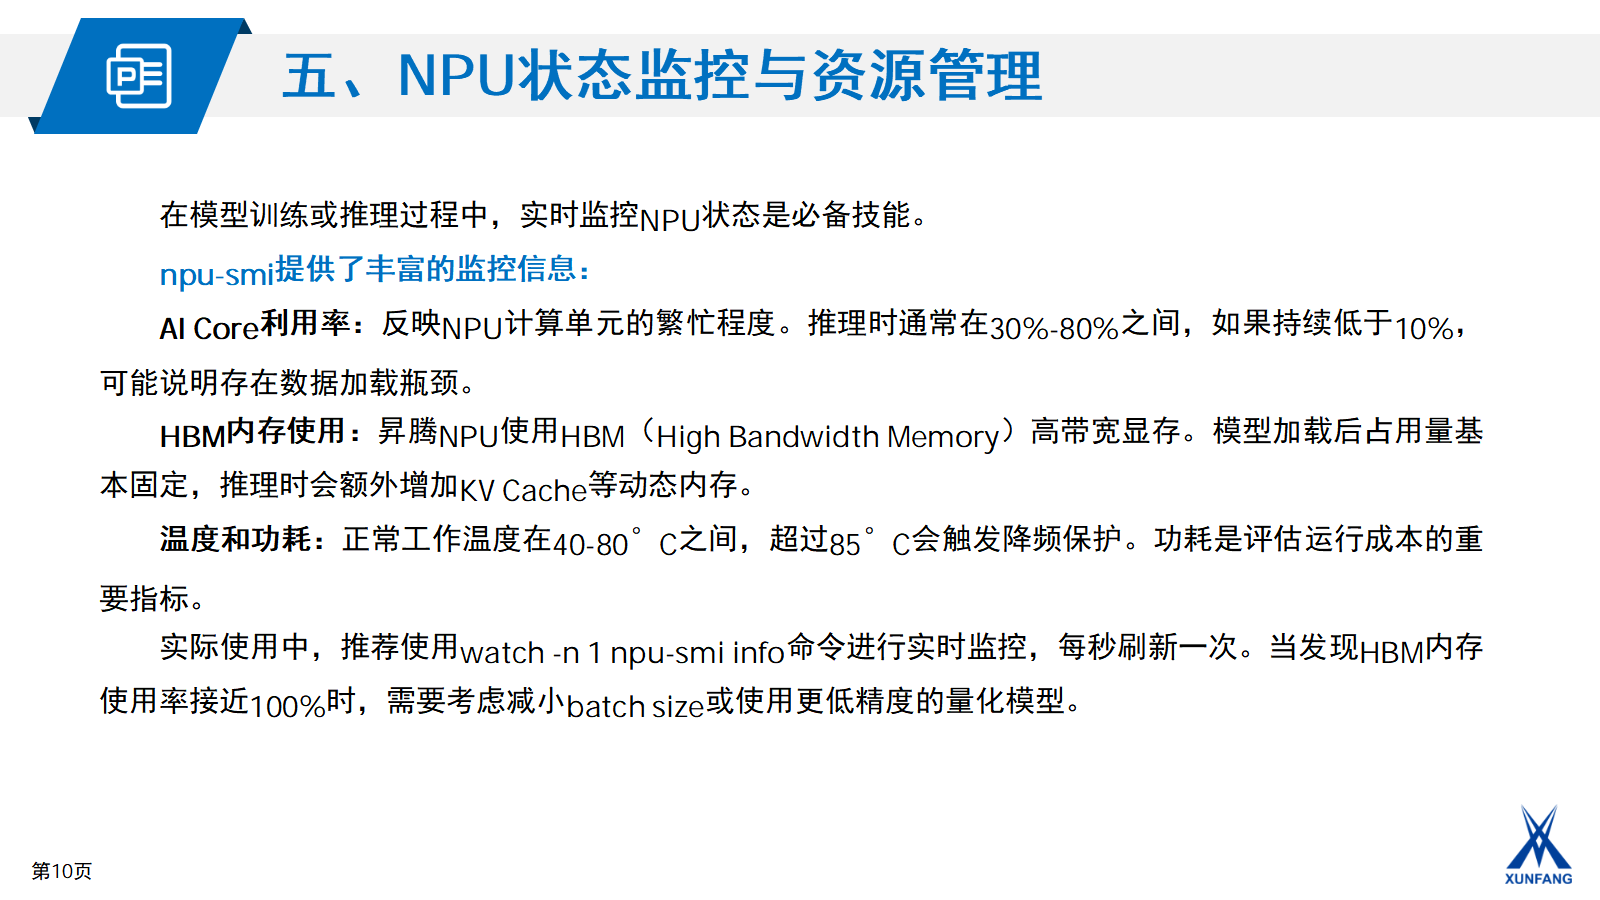 五、NPU状态监控与资源管理
在模型训练或推理过程中，实时监控NPU状态是必备技能。
npu-smi提供了丰富的监控信息：
AI Core利用率：反映NPU计算单元的繁忙程度。推理时通常在30%-80%之间，如果持续低于10%，
可能说明存在数据加载瓶颈。
HBM内存使用：昇腾NPU使用HBM（High Bandwidth Memory）高带宽显存。模型加载后占用量基
本固定，推理时会额外增加KV Cache等动态内存。
温度和功耗：正常工作温度在40-80°C之间，超过85°C会触发降频保护。功耗是评估运行成本的重
要指标。
实际使用中，推荐使用watch -n 1 npu-smi info命令进行实时监控，每秒刷新一次。当发现HBM内存
使用率接近100%时，需要考虑减小batch size或使用更低精度的量化模型。
第10页
XUNFANG